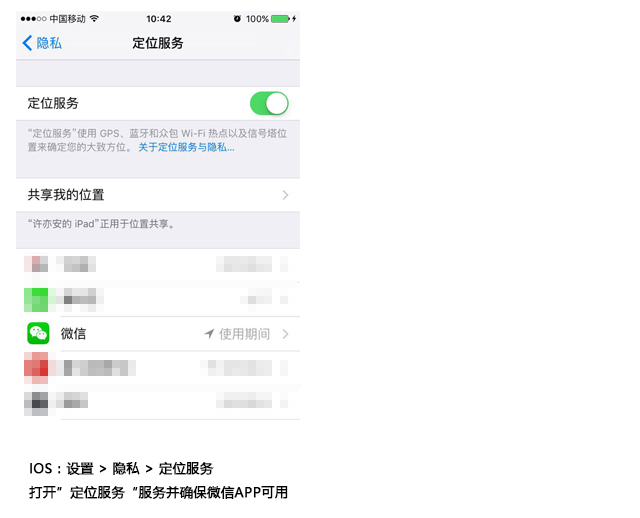 中国移动 10:42 100%
隐私 定位服务
定位服务
“定位服务”使用 GPS、蓝牙和众包 Wi-Fi 热点以及信号塔位
置来确定您的大致方位。 关于定位服务与隐私...
共享我的位置
“许亦安的 iPad”正用于位置共享。
微信 使用期间
IOS：设置 > 隐私 > 定位服务
打开”定位服务“服务并确保微信APP可用